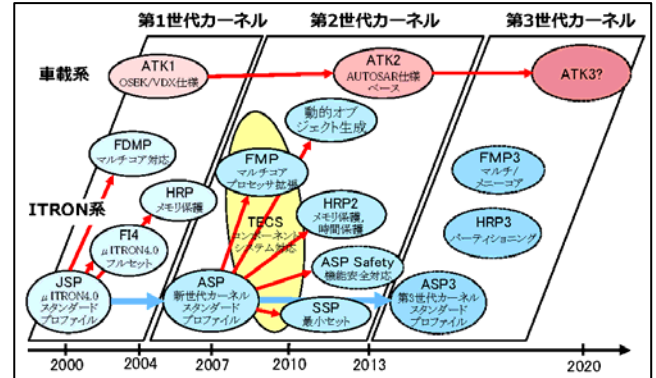 第1世代カーネル
第2世代カーネル
第3世代カーネル
車載系
ATK1
OSEK/VDX仕様
ATK2
AUTOSAR仕様
ベース
ATK3?
動的オブ
ジェクト生成
FDMP
マルチコア対応
FMP
マルチコア
プロセッサ拡張
FMP3
マルチ/
メニーコア
ITRON系
HRP
メモリ保護
TECS
コンポーネント
システム対応
HRP2
メモリ保護,
時間保護
HRP3
パーティショニング
FI4
μITRON4.0
フルセット
ASP Safety
機能安全対応
JSP
μITRON4.0
スタンダード
プロファイル
ASP
新世代カーネル
スタンダード
プロファイル
SSP
最小セット
ASP3
第3世代カーネル
スタンダード
プロファイル
2000
2004
2007
2010
2013
2020